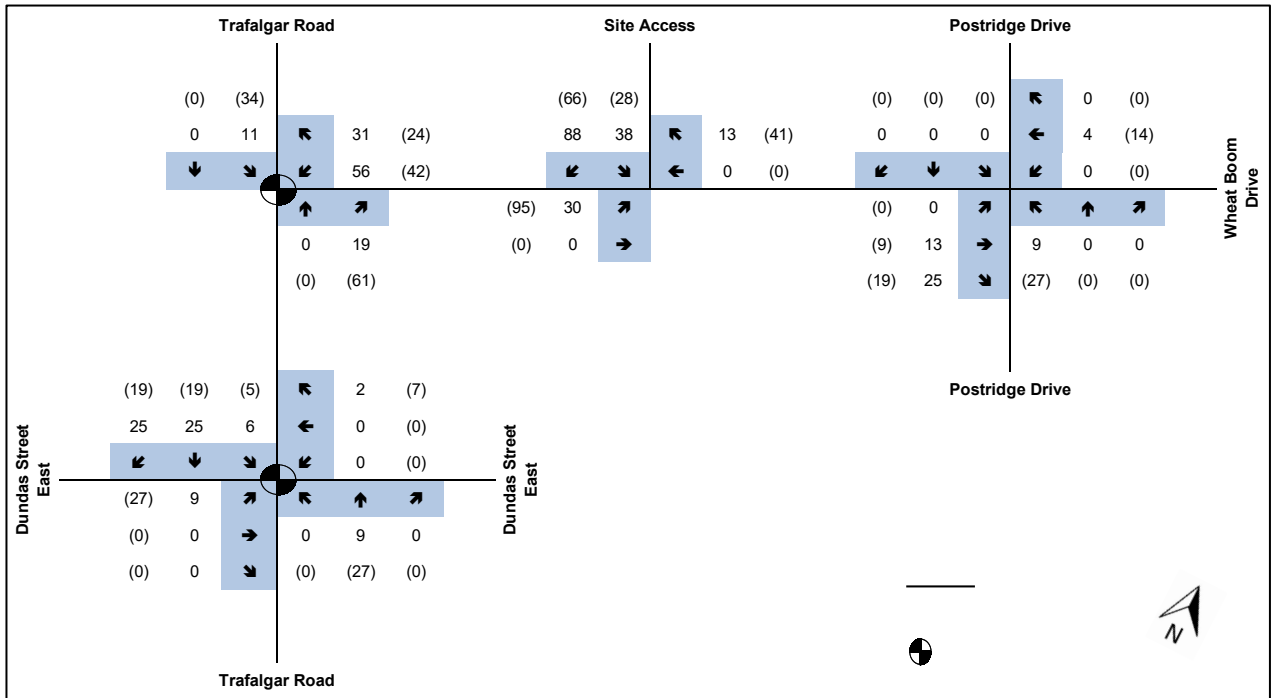 Trafalgar Road Site Access Postridge Drive
(0) (34) (66) (28) (0) (0) (0) 0 (0)
0 11 31 (24) 88 38 13 (41) 0 0 0 4 (14)
56 (42) 0 (0) 0 (0)
Wheat Boom
Drive
(95) 30 (0) 0
0 19 (0) 0 (9) 13 9 0 0
(0) (61) (19) 25 (27) (0) (0)
Postridge Drive
(19) (19) (5) 2 (7)
25 25 6 0 (0)
0 (0)
Dundas Street
East
Dundas Street
East
(27) 9
(0) 0 0 9 0
(0) 0 (0) (27) (0)
N
Trafalgar Road